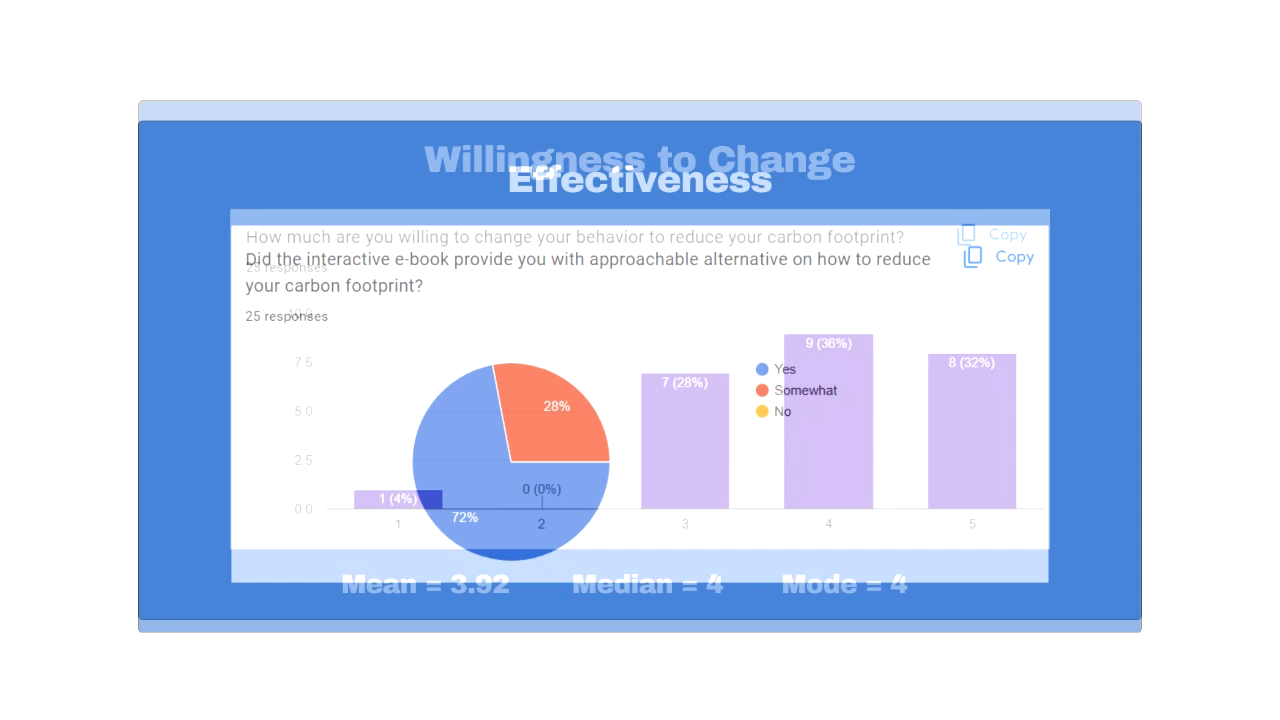 Willingness to Change
Effectiveness
How much are you willing to change your behavior to reduce your carbon footprint?
Copy
25 responses
Did the interactive e-book provide you with approachable alternative on how to reduce
your carbon footprint?
Copy
25 responses
10.0
7.5
5.0
2.5
0.0
1 (4%)
0 (0%)
7 (28%)
9 (36%)
8 (32%)
1
2
3
4
5
28%
72%
Yes
Somewhat
No
Mean = 3.92 Median = 4 Mode = 4